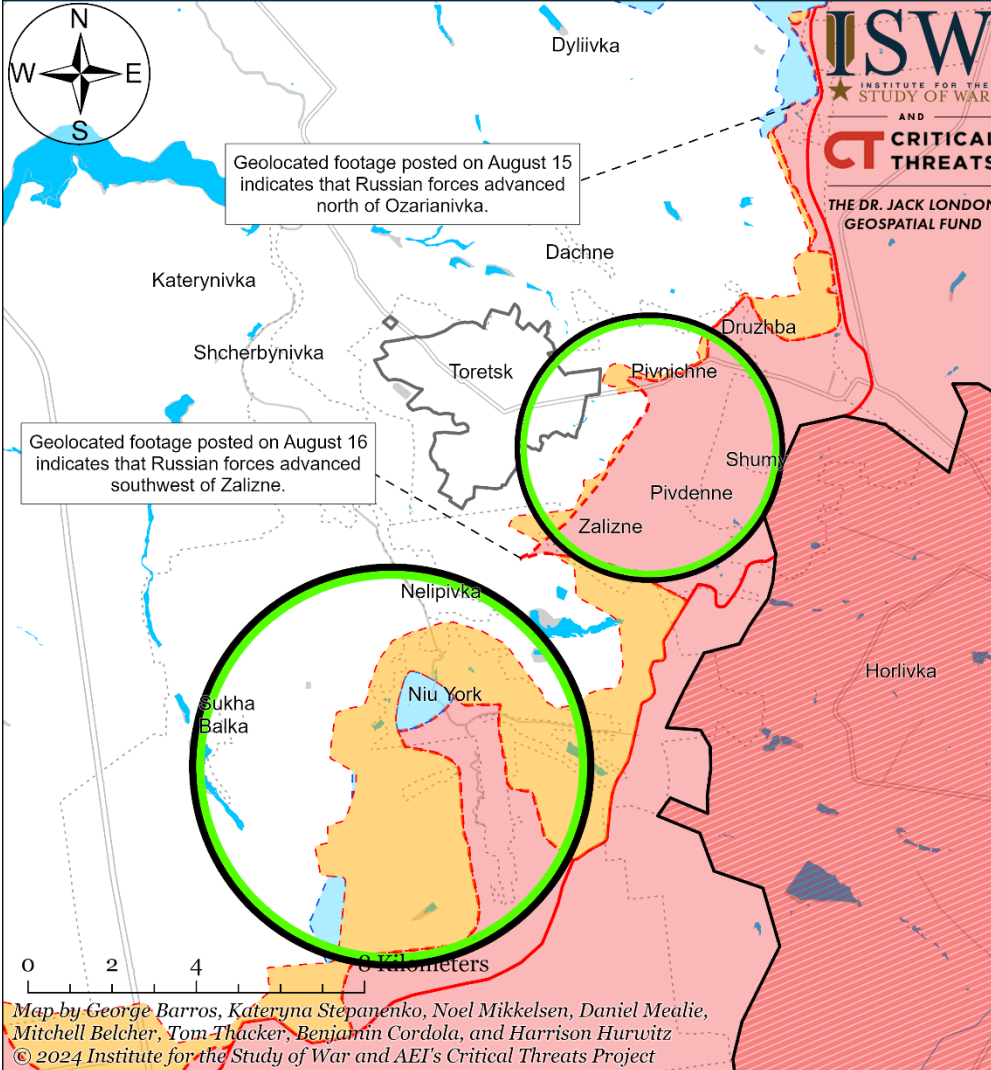 N
W E
S
ISW
INSTITUTE FOR THE
STUDY OF WAR
AND
CT CRITICAL
THREATS
THE DR. JACK LONDON
GEOSPATIAL FUND
Dyliivka
Geolocated footage posted on August 15
indicates that Russian forces advanced
north of Ozarianivka.
Dachne
Katerynivka
Druzhba
Shcherbynivka
Toretsk
Pivnichne
Geolocated footage posted on August 16
indicates that Russian forces advanced
southwest of Zalizne.
Shumy
Pivdenne
Zalizne
Nelipivka
Horlivka
Niu York
Sukha
Balka
0 2 4 8 Kilometers
Map by George Barros, Kateryna Stepanenko, Noel Mikkelsen, Daniel Mealie,
Mitchell Belcher, Tom Thacker, Benjamin Cordola, and Harrison Hurwitz
© 2024 Institute for the Study of War and AEI's Critical Threats Project